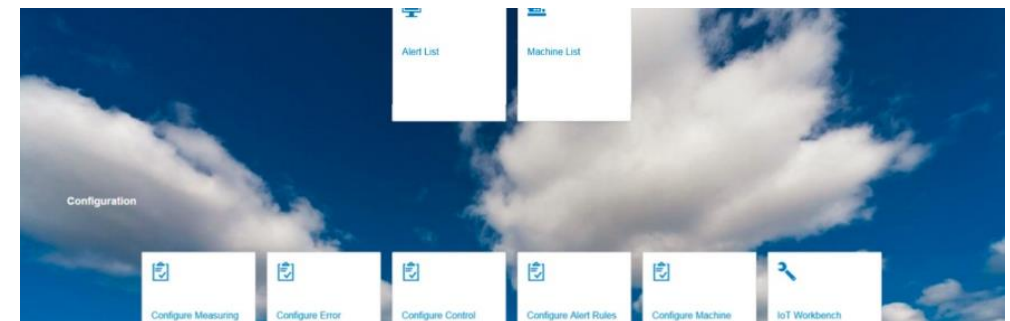 Alert List
Machine List
Configuration
Configure Measuring
Configure Error
Configure Control
Configure Alert Rules
Configure Machine
IoT Workbench